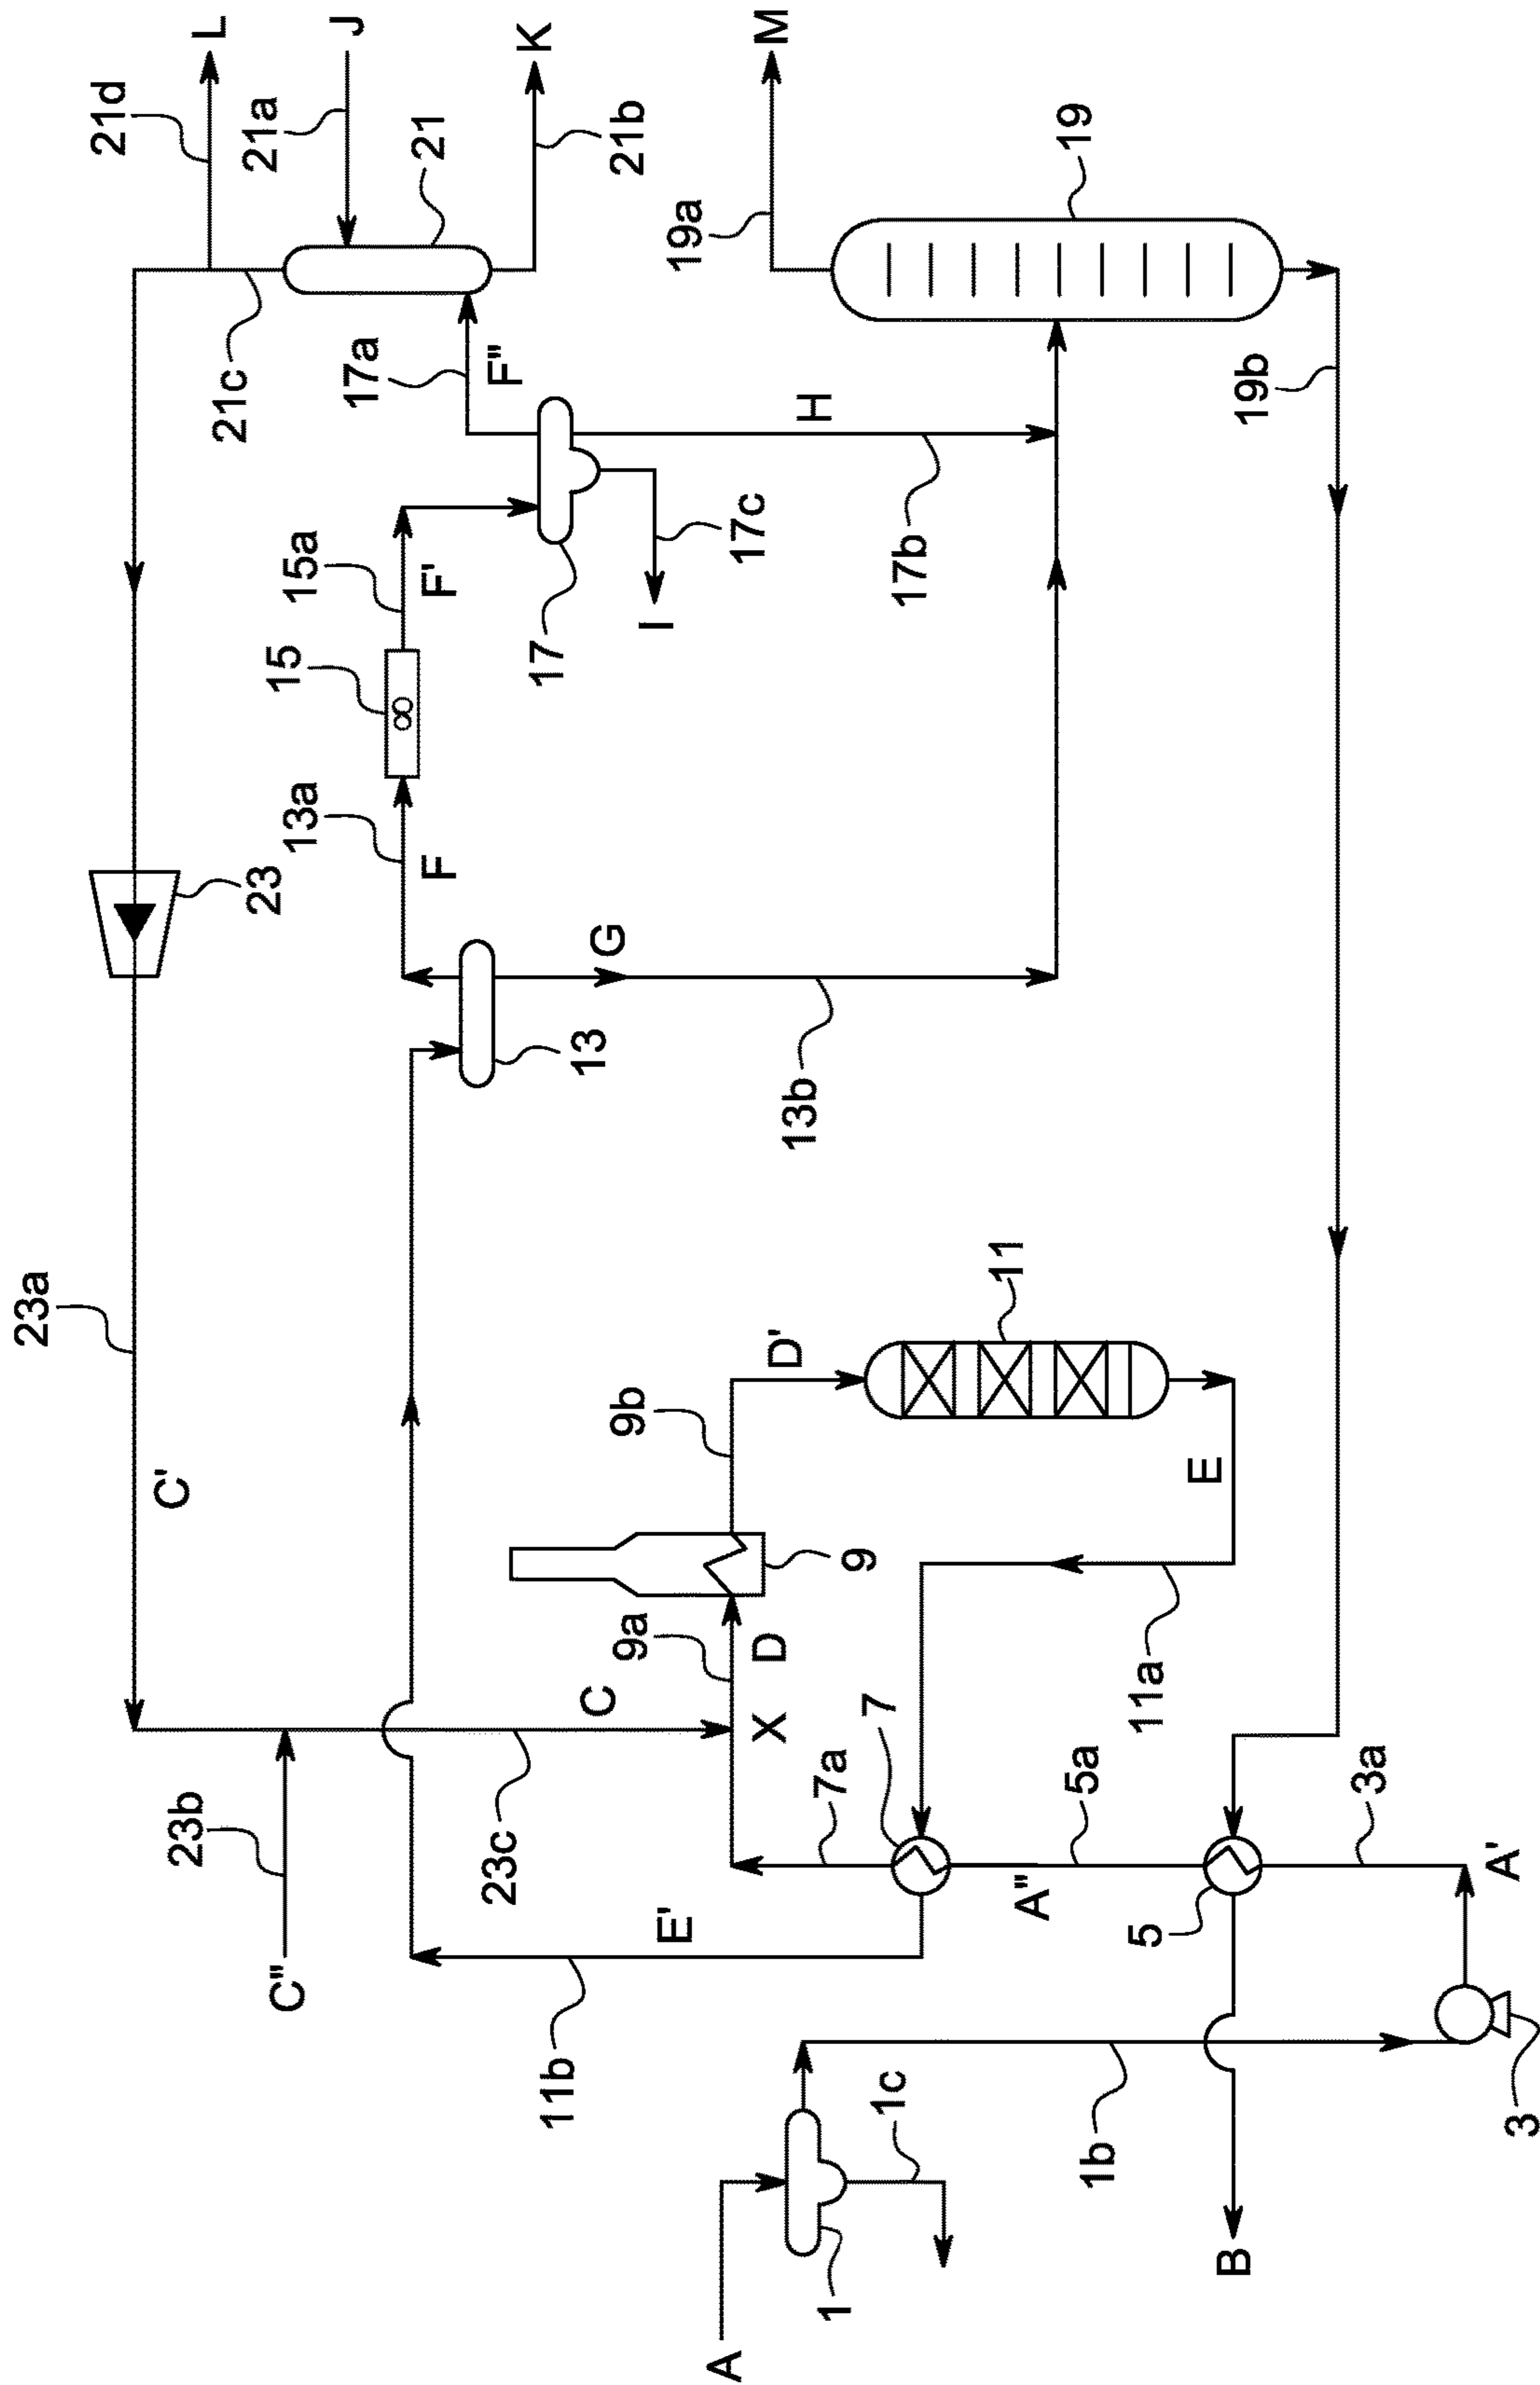 L
21d
J
21a
K
21b
21
21c
M
19a
19
19b
17a
F"
H
17b
17
17c
I
15a
F'
15
13a
F
13
G
13b
23
23a
C'
C
23c
23b
C"
9b
D'
11
E
11a
9
9a
D
X
7
7a
5a
A"
5
3a
A'
E'
11b
1c
1b
3
1
A
B